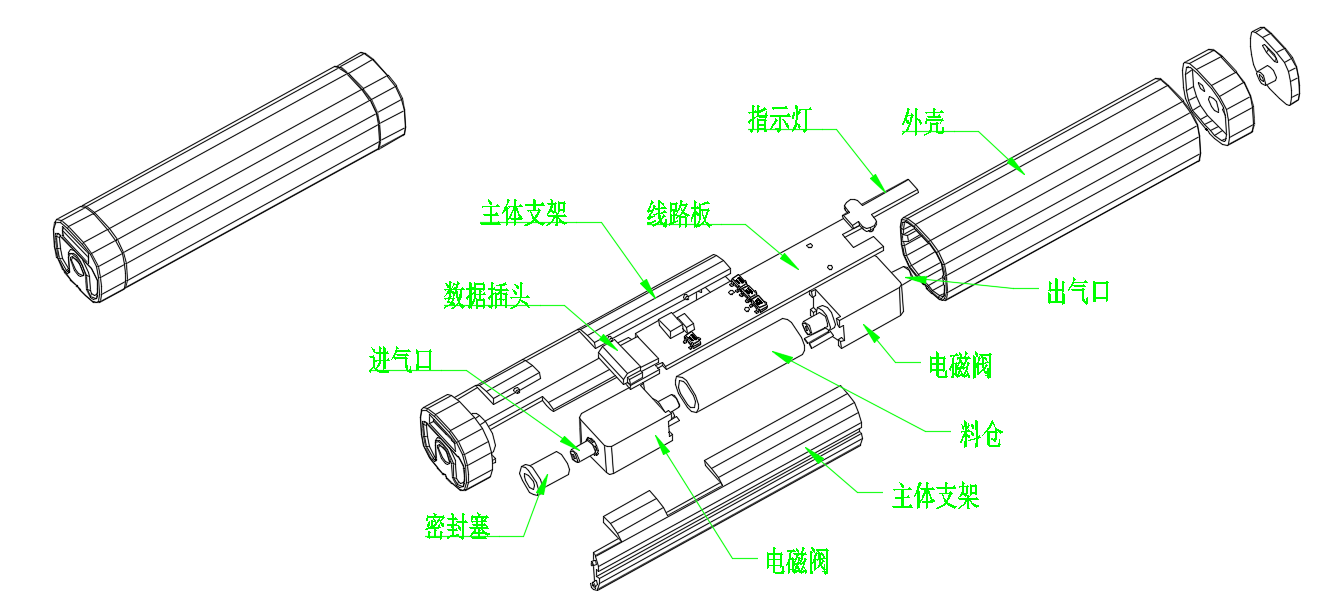 指示灯
外壳
主体支架
线路板
数据插头
出气口
进气口
电磁阀
料仓
主体支架
密封塞
电磁阀